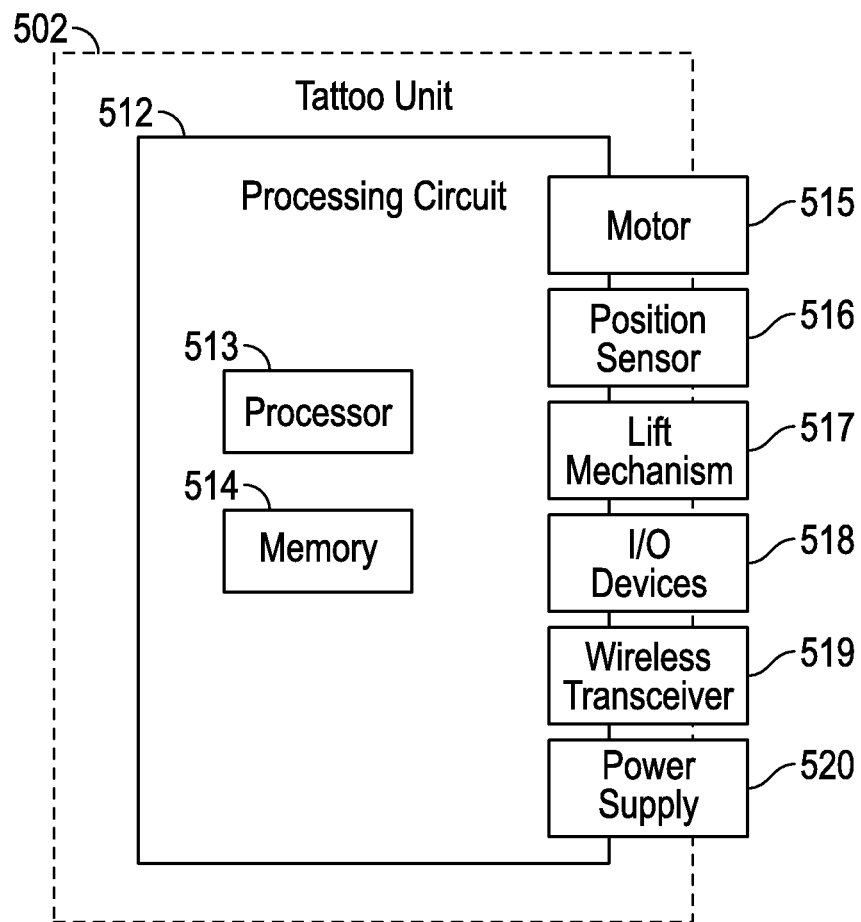 502
Tattoo Unit
512
Processing Circuit
Motor
515
Position
Sensor
516
513
Processor
Lift
Mechanism
517
514
Memory
I/O
Devices
518
Wireless
Transceiver
519
Power
Supply
520